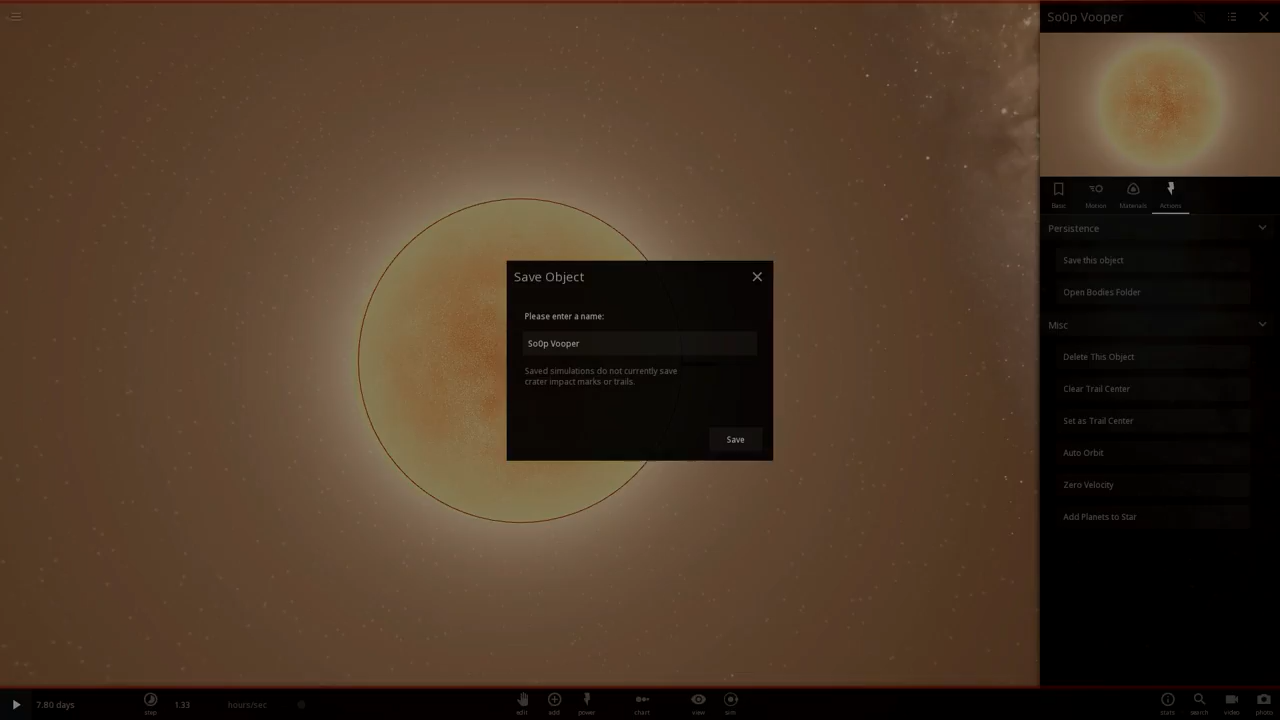 So0p Vooper
Basic
Motion
Materials
Actions
Persistence
Save this object
Open Bodies Folder
Misc
Delete This Object
Clear Trail Center
Set as Trail Center
Auto Orbit
Zero Velocity
Add Planets to Star
Save Object
Please enter a name:
So0p Vooper
Saved simulations do not currently save
crater impact marks or trails.
Save
7.80 days
step
1.33
hours/sec
edit
add
power
chart
view
sim
stats
search
video
photo